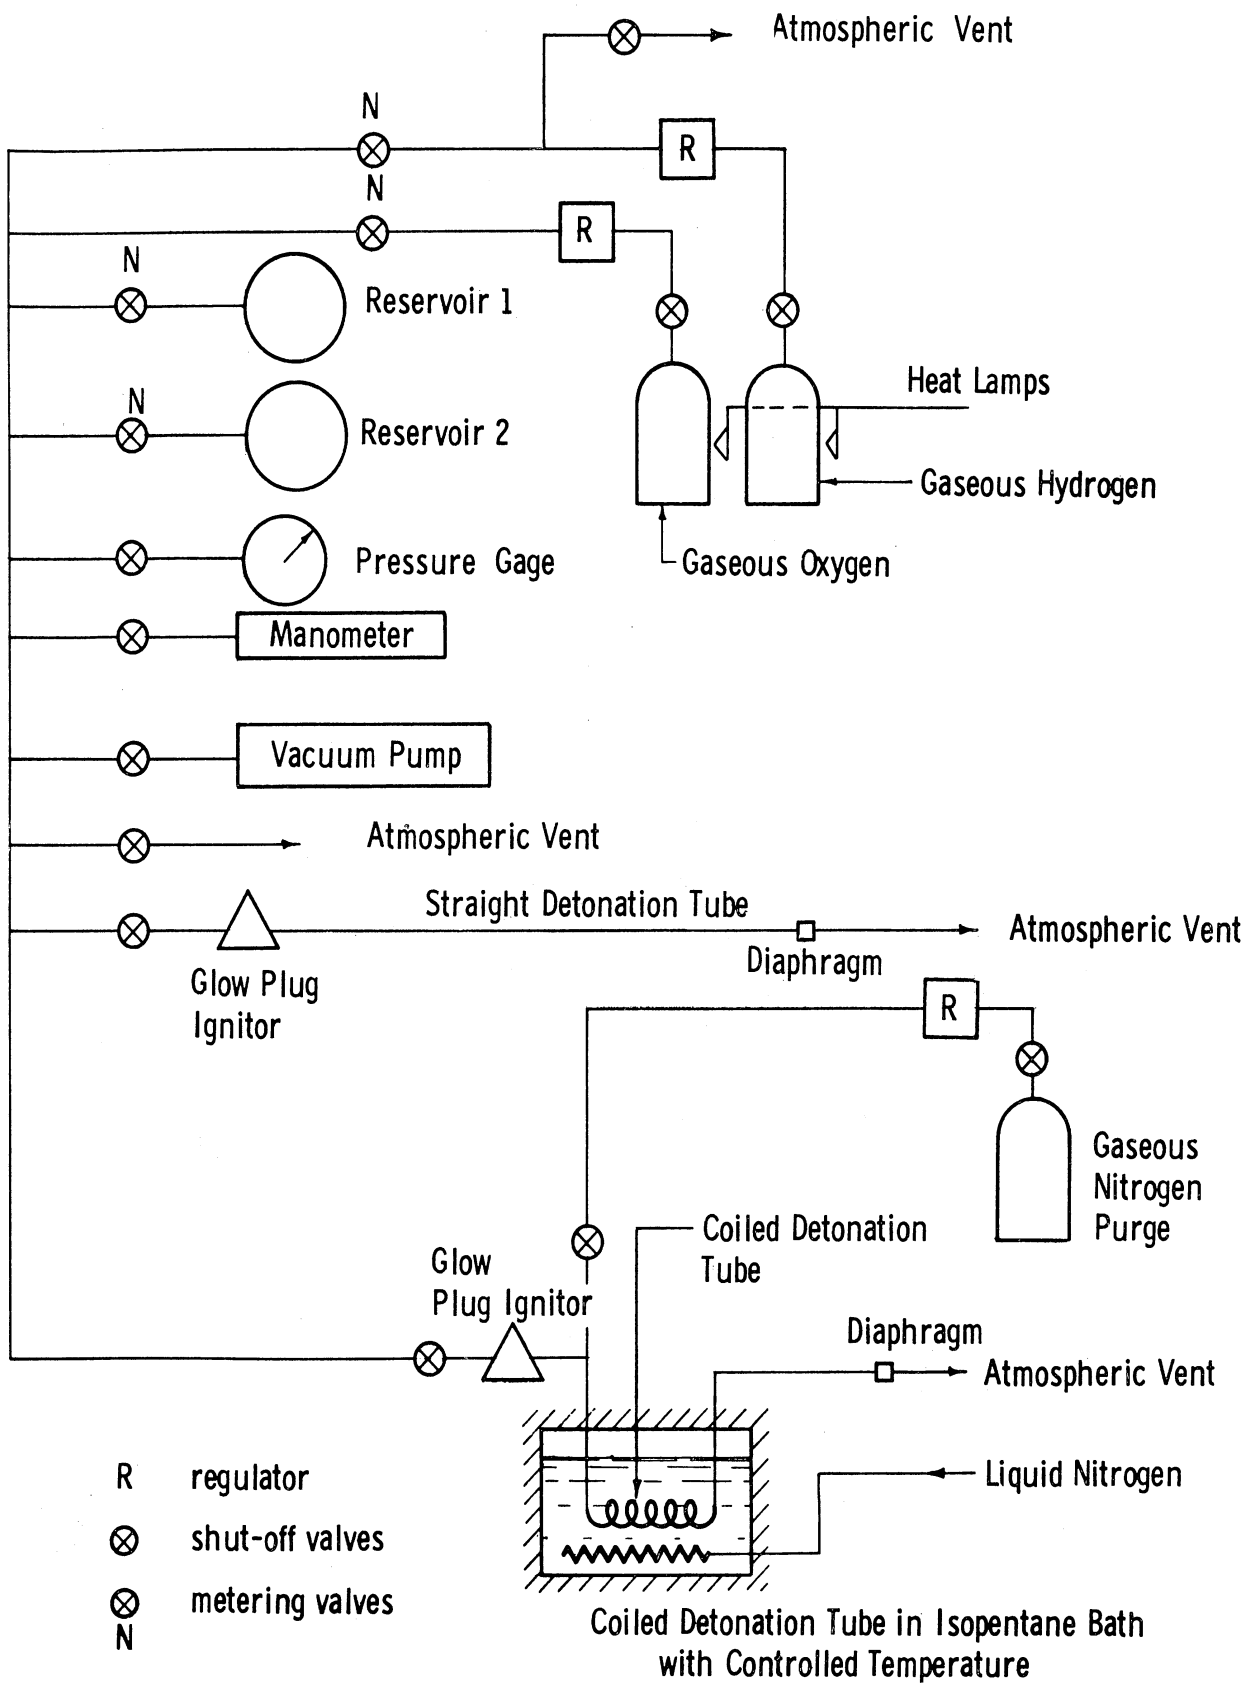 Atmospheric Vent
N
R
N
R
N
Reservoir 1
Heat Lamps
N
Reservoir 2
Gaseous Hydrogen
Pressure Gage
Gaseous Oxygen
Manometer
Vacuum Pump
Atmospheric Vent
Straight Detonation Tube
Atmospheric Vent
Diaphragm
Glow Plug
Ignitor
R
Gaseous
Nitrogen
Purge
Coiled Detonation
Tube
Glow
Plug Ignitor
Diaphragm
Atmospheric Vent
Liquid Nitrogen
R regulator
shut-off valves
metering valves
N
Coiled Detonation Tube in Isopentane Bath
with Controlled Temperature